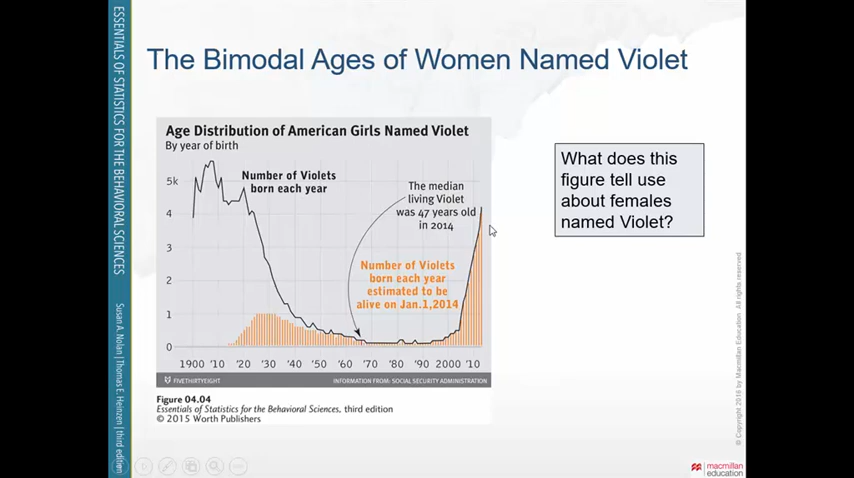 ESSENTIALS OF STATISTICS FOR THE BEHAVIORAL SCIENCES
Susan A. Nolan | Thomas E. Heinzen | third edition
The Bimodal Ages of Women Named Violet
Age Distribution of American Girls Named Violet
By year of birth
Number of Violets
born each year
The median
living Violet
was 47 years old
in 2014
Number of Violets
born each year
estimated to be
alive on Jan.1,2014
5k
4
3
2
1
0
1900 '10 '20 '30 '40 '50 '60 '70 '80 '90 2000 '10
FIVETHIRTYEIGHT
INFORMATION FROM: SOCIAL SECURITY ADMINISTRATION
Figure 04.04
Essentials of Statistics for the Behavioral Sciences, third edition
© 2015 Worth Publishers
What does this
figure tell use
about females
named Violet?
© Copyright 2016 by Macmillan Education. All rights reserved
macmillan
education